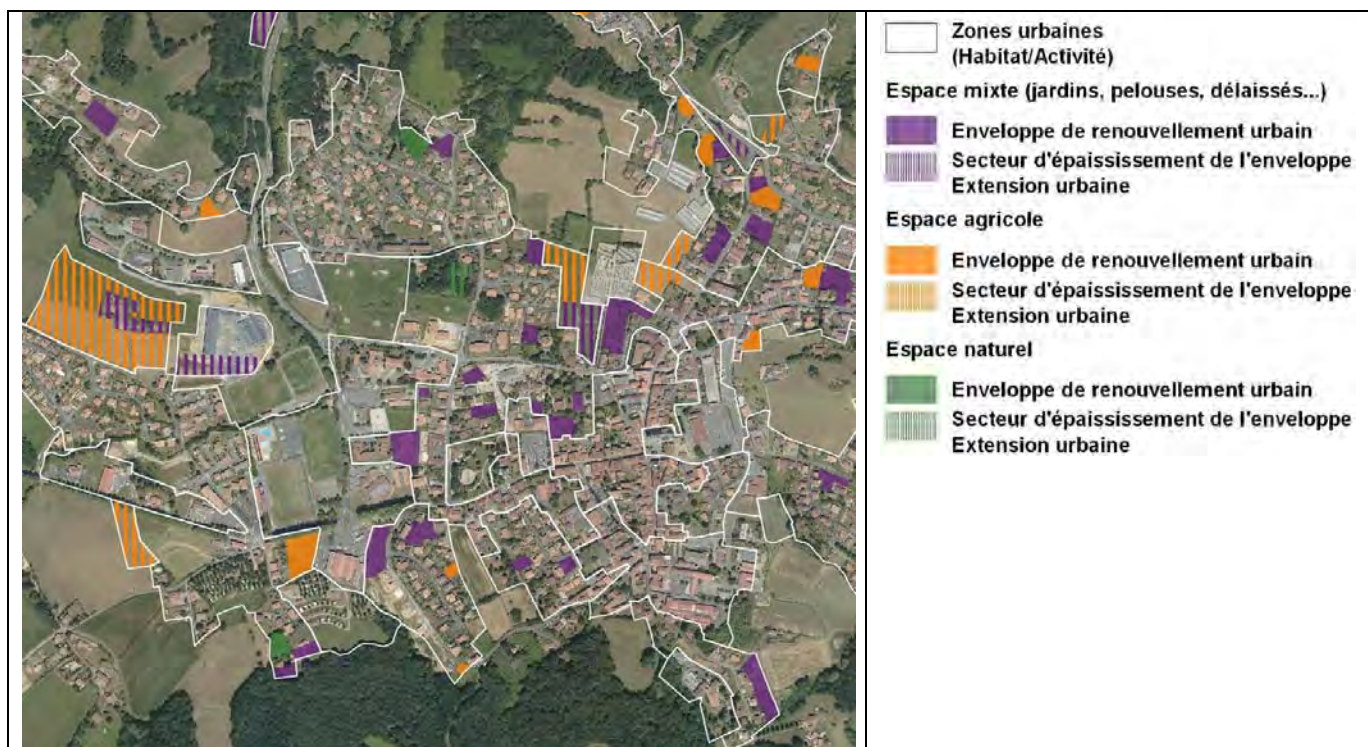 Zones urbaines
(Habitat/Activité)
Espace mixte (jardins, pelouses, délaissés...)
Enveloppe de renouvellement urbain
Secteur d'épaississement de l'enveloppe
Extension urbaine
Espace agricole
Enveloppe de renouvellement urbain
Secteur d'épaississement de l'enveloppe
Extension urbaine
Espace naturel
Enveloppe de renouvellement urbain
Secteur d'épaississement de l'enveloppe
Extension urbaine